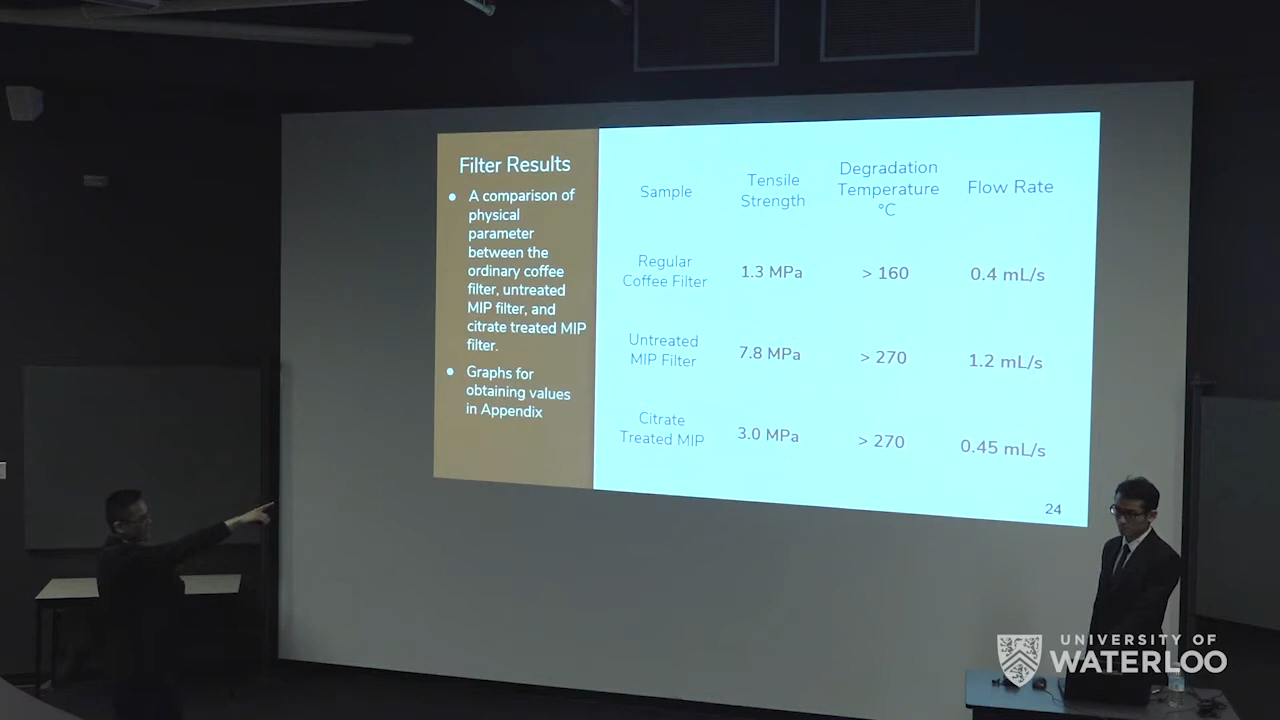 Filter Results
● A comparison of
physical
parameter
between the
ordinary coffee
filter, untreated
MIP filter, and
citrate treated MIP
filter.
● Graphs for
obtaining values
in Appendix
Sample
Tensile
Strength
Degradation
Temperature
°C
Flow Rate
Regular
Coffee Filter
1.3 MPa
> 160
0.4 mL/s
Untreated
MIP Filter
7.8 MPa
> 270
1.2 mL/s
Citrate
Treated MIP
3.0 MPa
> 270
0.45 mL/s
24
UNIVERSITY OF
WATERLOO